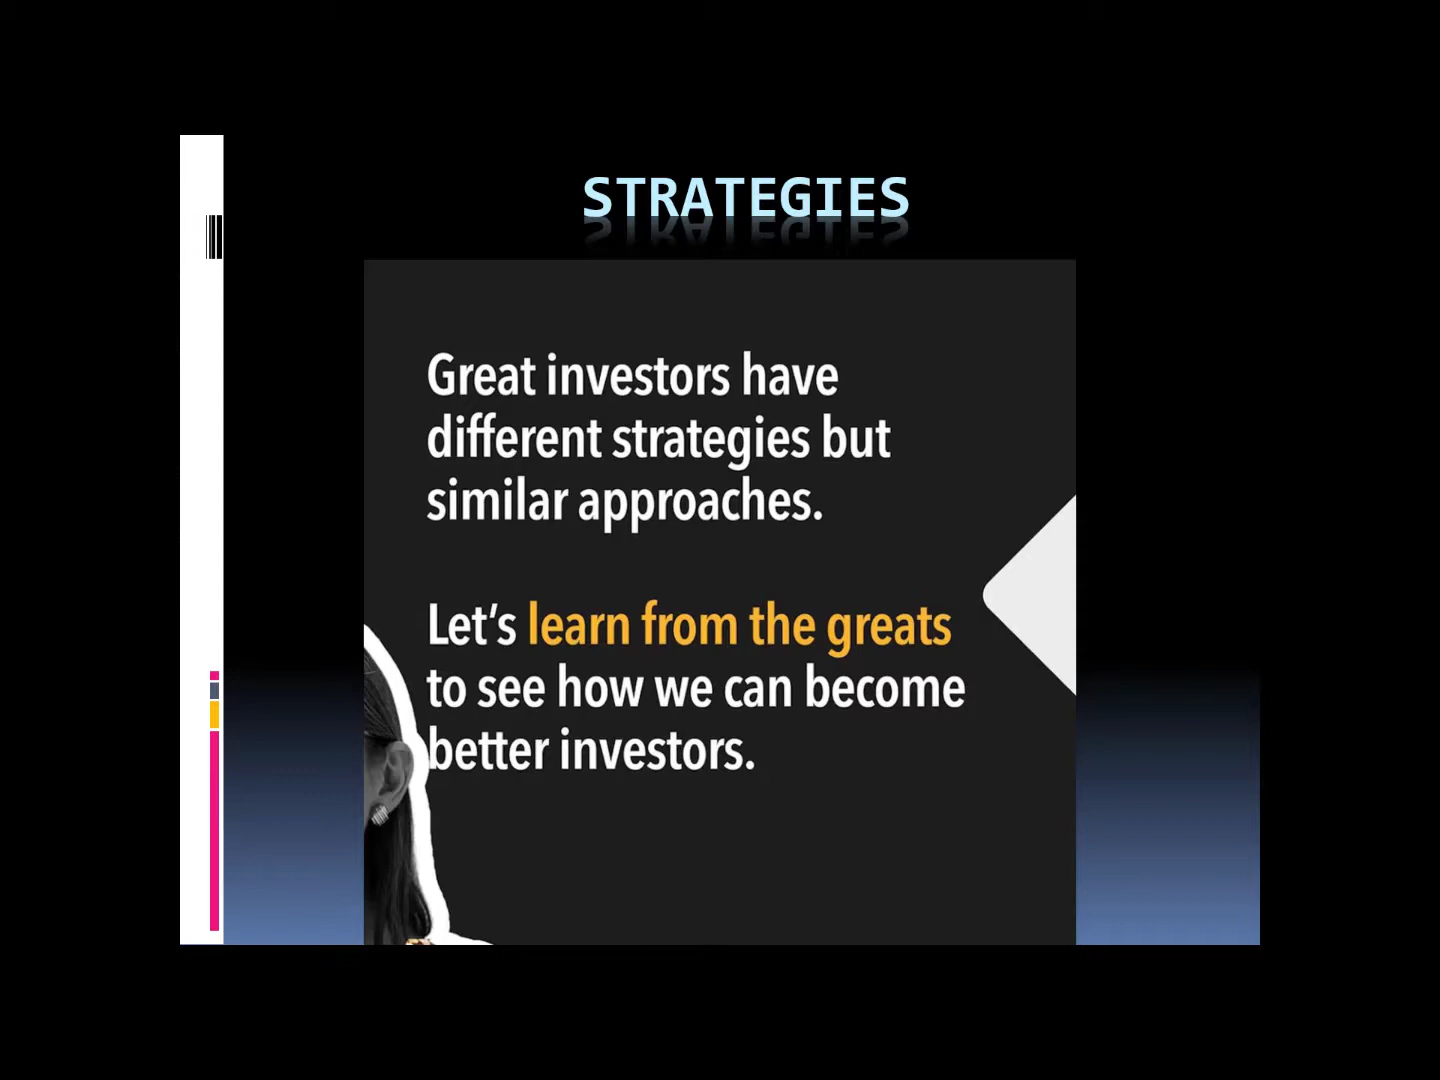 STRATEGIES
Great investors have
different strategies but
similar approaches.
Let's learn from the greats
to see how we can become
better investors.